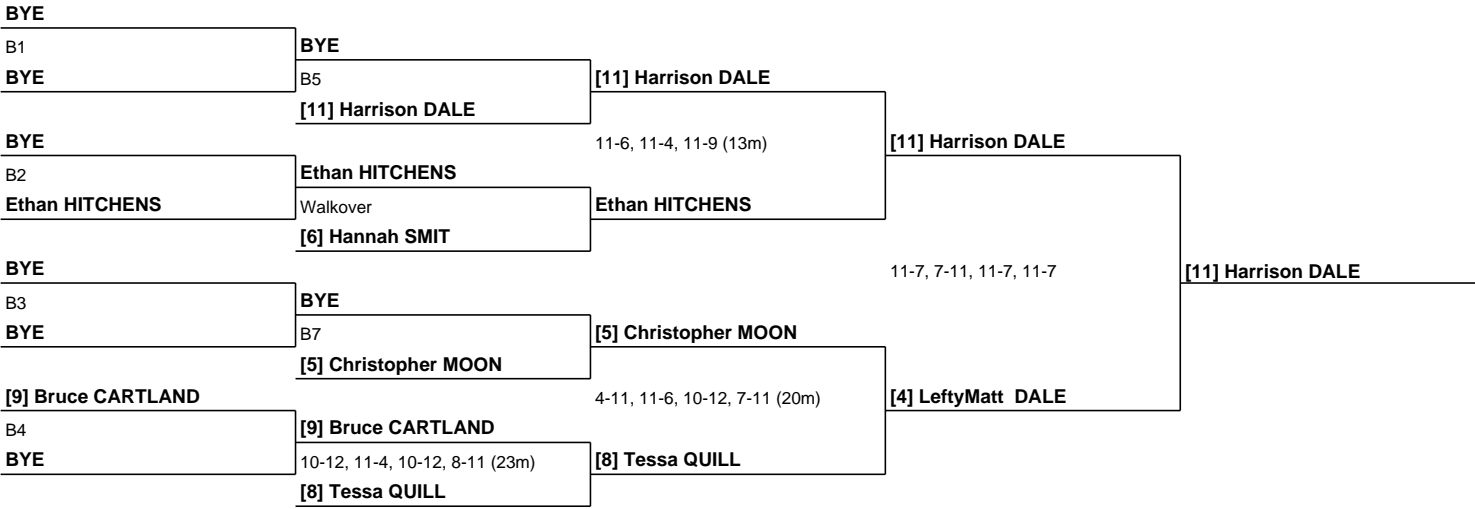 BYE
B1
BYE
BYE
B5
[11] Harrison DALE
[11] Harrison DALE
BYE
11-6, 11-4, 11-9 (13m)
[11] Harrison DALE
B2
Ethan HITCHENS
Ethan HITCHENS
Walkover
Ethan HITCHENS
[6] Hannah SMIT
BYE
11-7, 7-11, 11-7, 11-7
[11] Harrison DALE
B3
BYE
BYE
B7
[5] Christopher MOON
[5] Christopher MOON
[9] Bruce CARTLAND
4-11, 11-6, 10-12, 7-11 (20m)
[4] LeftyMatt  DALE
B4
[9] Bruce CARTLAND
BYE
10-12, 11-4, 10-12, 8-11 (23m)
[8] Tessa QUILL
[8] Tessa QUILL